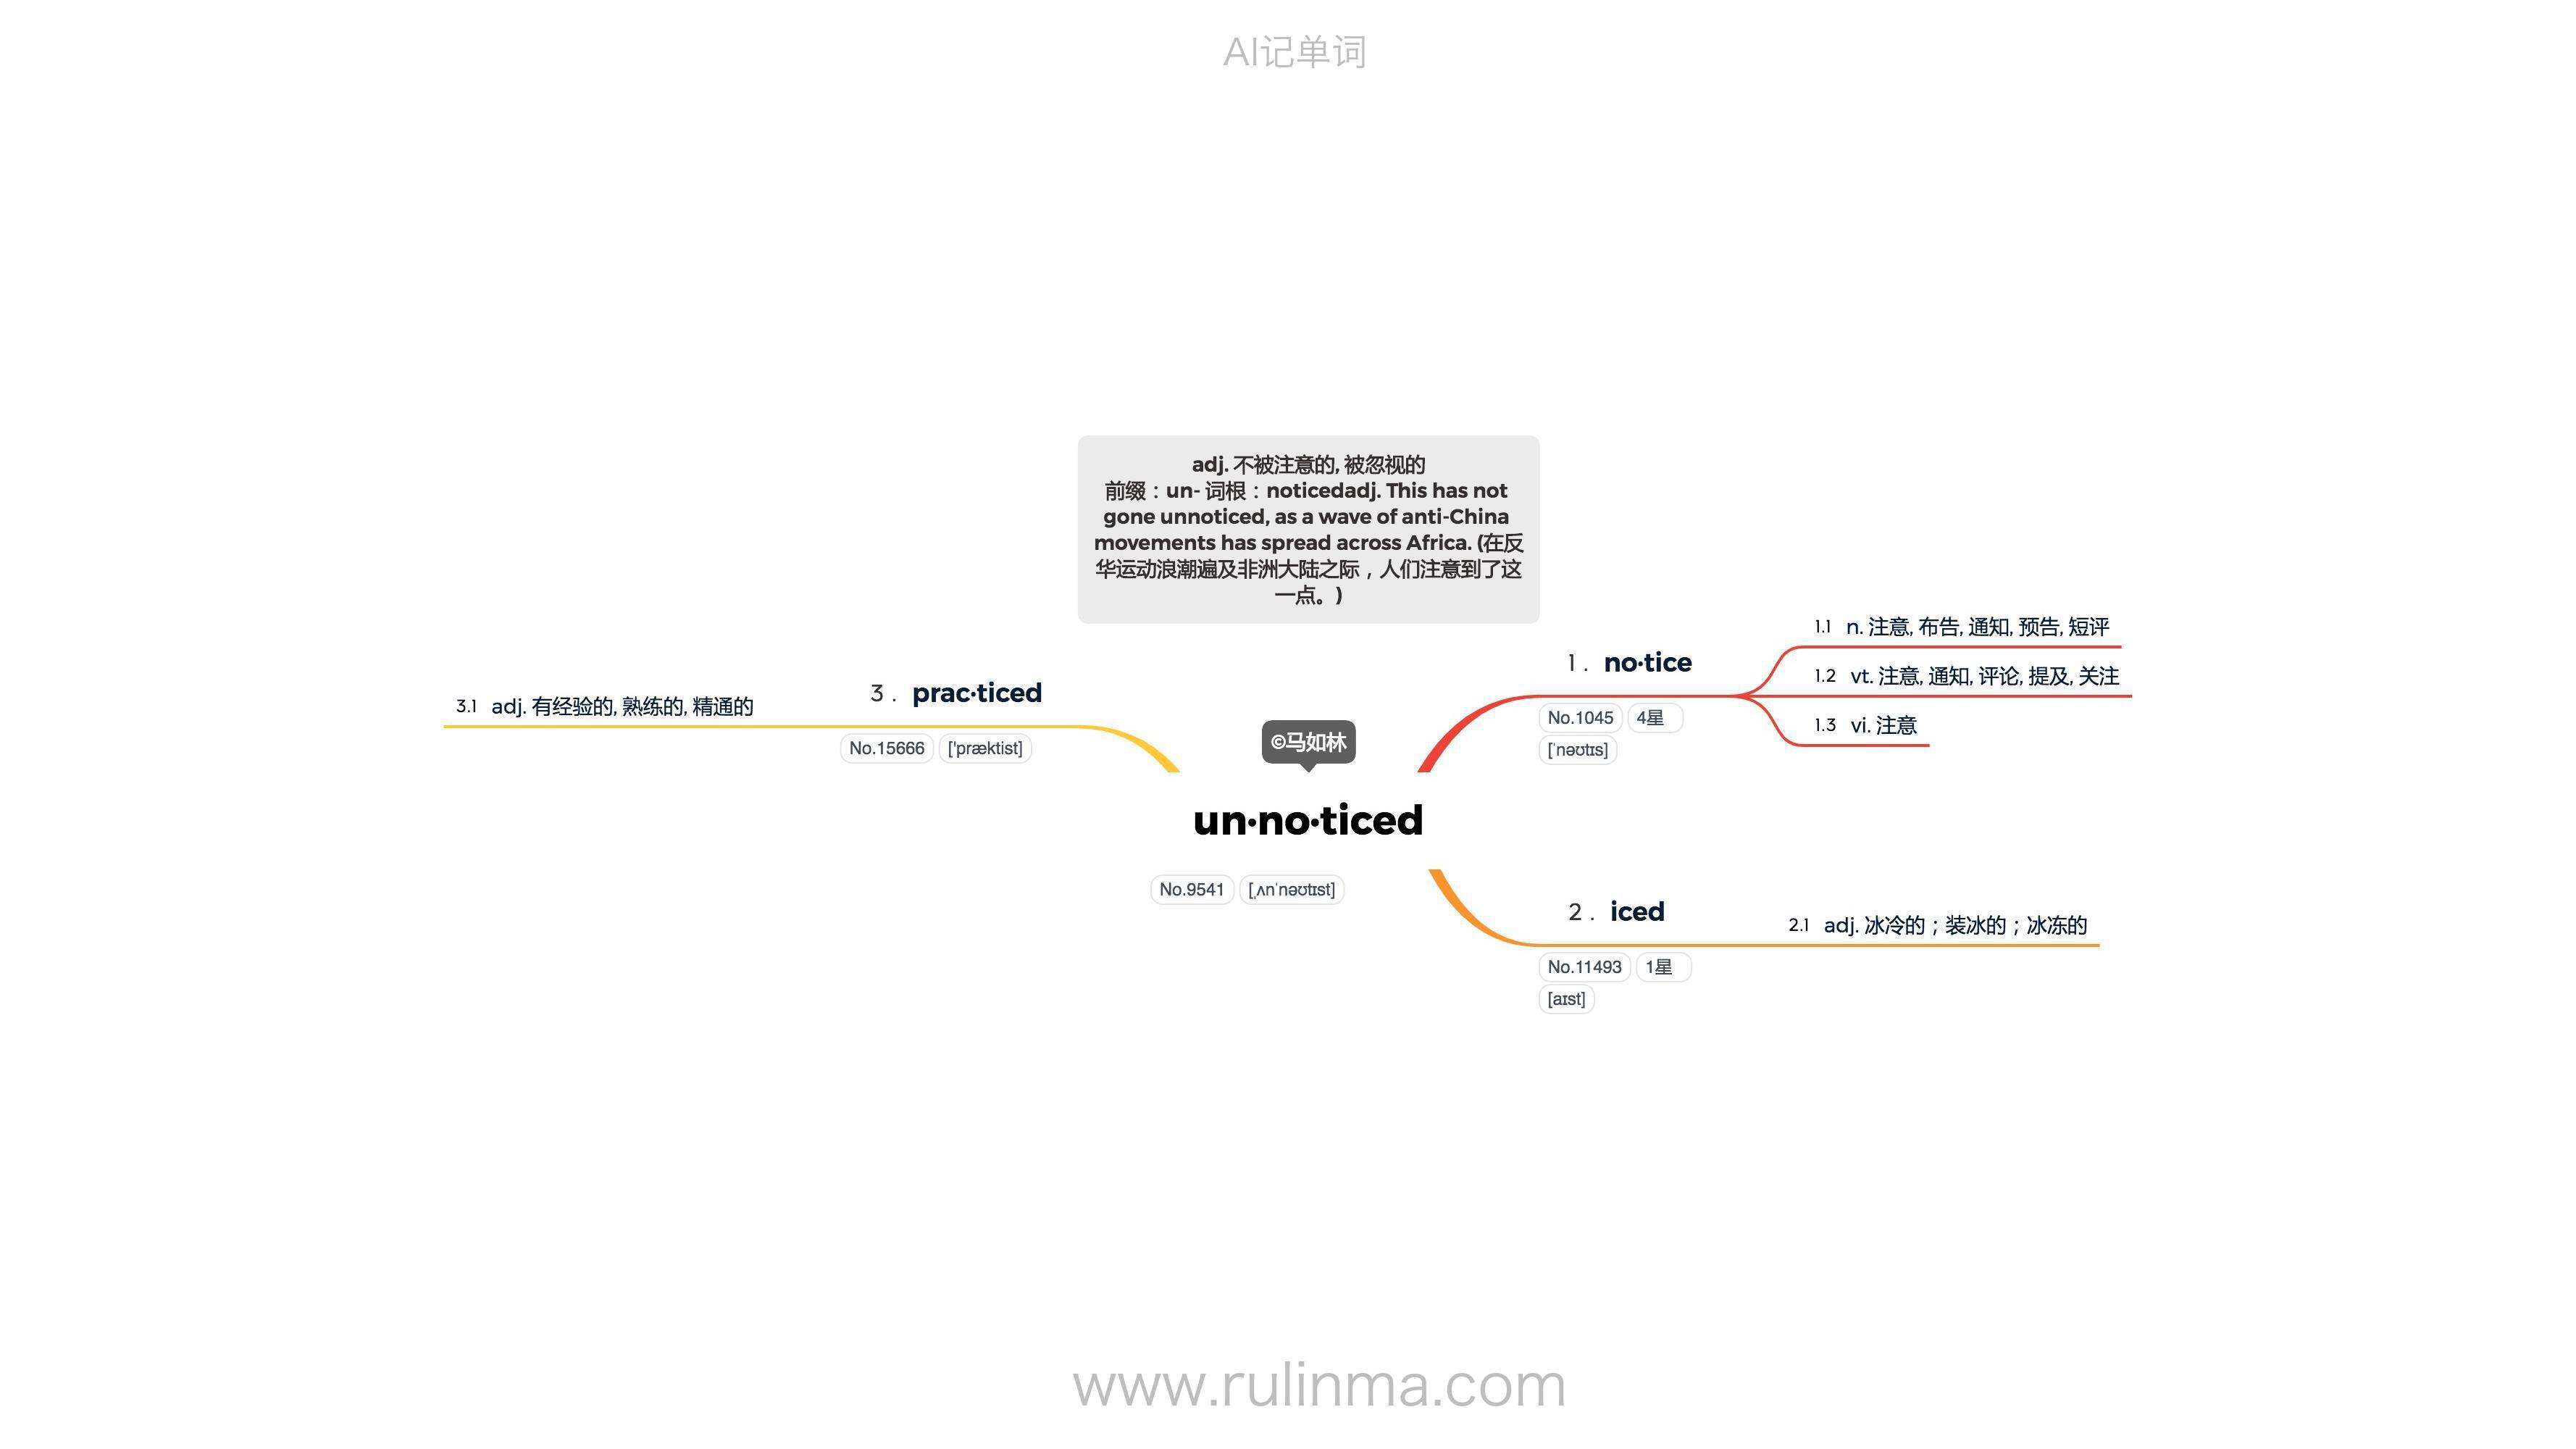 AI记单词
adj. 不被注意的, 被忽视的
前缀：un- 词根：noticedadj. This has not
gone unnoticed, as a wave of anti-China
movements has spread across Africa. (在反
华运动浪潮遍及非洲大陆之际，人们注意到了这
一点。)
1. no·tice
No.1045 4星
[ˈnəʊtɪs]
1.1 n. 注意, 布告, 通知, 预告, 短评
1.2 vt. 注意, 通知, 评论, 提及, 关注
1.3 vi. 注意
3. prac·ticed
No.15666 ['præktist]
3.1 adj. 有经验的, 熟练的, 精通的
©马如林
un·no·ticed
No.9541 [ˌʌnˈnəʊtɪst]
2. iced
No.11493 1星
[aɪst]
2.1 adj. 冰冷的；装冰的；冰冻的
www.rulinma.com